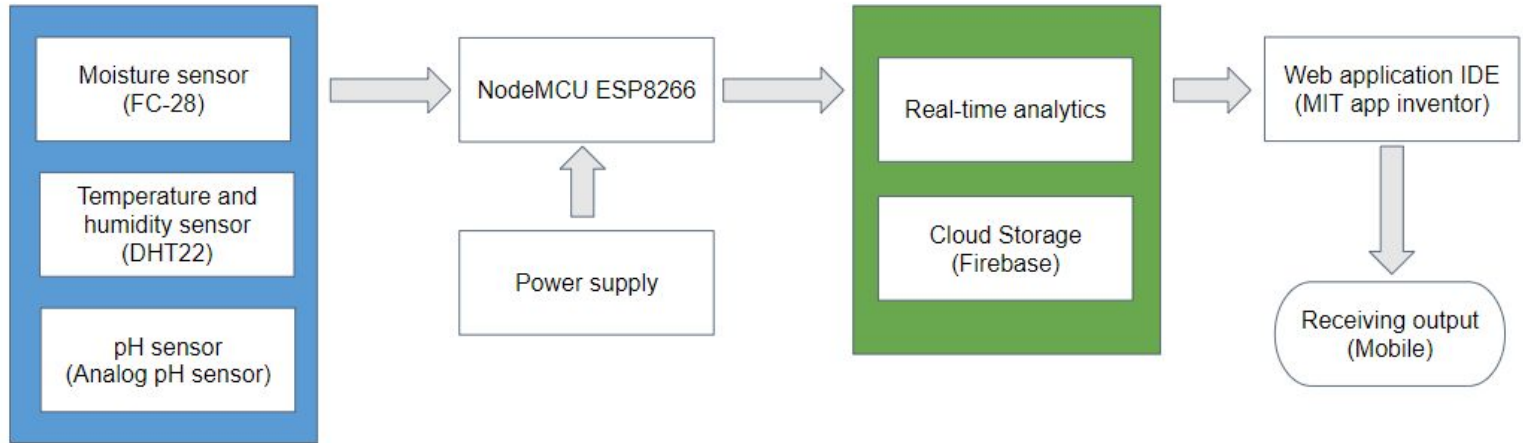 Moisture sensor
(FC-28)
Temperature and
humidity sensor
(DHT22)
pH sensor
(Analog pH sensor)
NodeMCU ESP8266
Power supply
Real-time analytics
Cloud Storage
(Firebase)
Web application IDE
(MIT app inventor)
Receiving output
(Mobile)